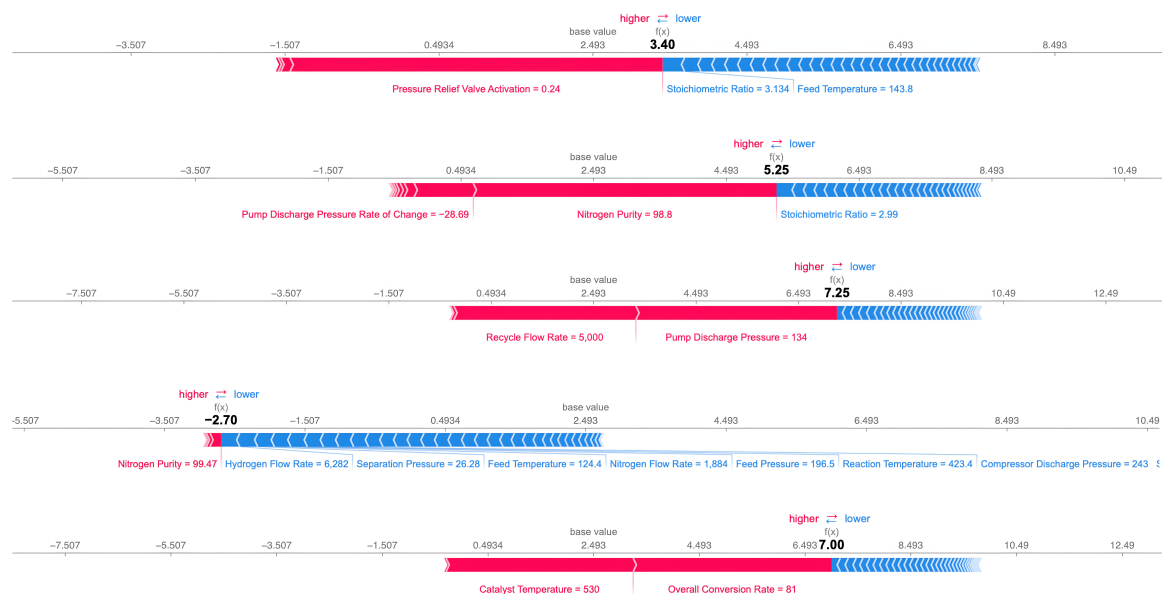 higher ⇄ lower
base value f(x)
3.40
−3.507 −1.507 0.4934 2.493 4.493 6.493 8.493
Pressure Relief Valve Activation = 0.24 Stoichiometric Ratio = 3.134 Feed Temperature = 143.8
higher ⇄ lower
base value f(x)
5.25
−5.507 −3.507 −1.507 0.4934 2.493 4.493 6.493 8.493 10.49
Pump Discharge Pressure Rate of Change = −28.69 Nitrogen Purity = 98.8 Stoichiometric Ratio = 2.99
higher ⇄ lower
base value f(x)
7.25
−7.507 −5.507 −3.507 −1.507 0.4934 2.493 4.493 6.493 8.493 10.49 12.49
Recycle Flow Rate = 5,000 Pump Discharge Pressure = 134
higher ⇄ lower
f(x) base value
−2.70
-5.507 −3.507 −1.507 0.4934 2.493 4.493 6.493 8.493 10.49
Nitrogen Purity = 99.47 Hydrogen Flow Rate = 6,282 Separation Pressure = 26.28 Feed Temperature = 124.4 Nitrogen Flow Rate = 1,884 Feed Pressure = 196.5 Reaction Temperature = 423.4 Compressor Discharge Pressure = 243
higher ⇄ lower
base value f(x)
7.00
−7.507 −5.507 −3.507 −1.507 0.4934 2.493 4.493 6.493 8.493 10.49 12.49
Catalyst Temperature = 530 Overall Conversion Rate = 81